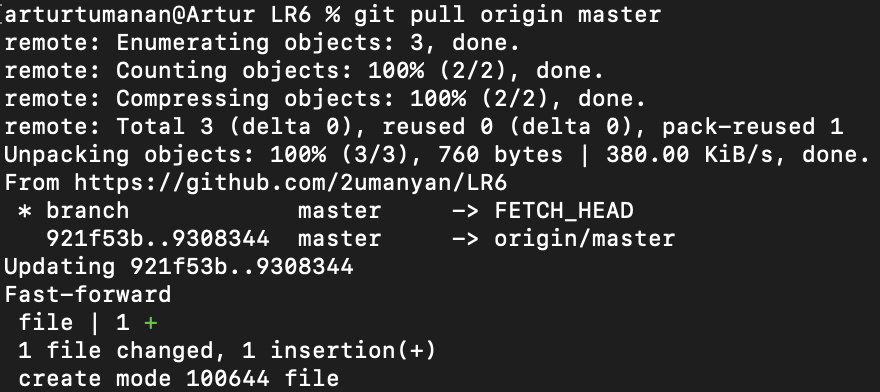 arturtumanan@Artur LR6 % git pull origin master
remote: Enumerating objects: 3, done.
remote: Counting objects: 100% (2/2), done.
remote: Compressing objects: 100% (2/2), done.
remote: Total 3 (delta 0), reused 0 (delta 0), pack-reused 1
Unpacking objects: 100% (3/3), 760 bytes | 380.00 KiB/s, done.
From https://github.com/2umanyan/LR6
 * branch            master     -> FETCH_HEAD
   921f53b..9308344  master     -> origin/master
Updating 921f53b..9308344
Fast-forward
 file | 1 +
 1 file changed, 1 insertion(+)
 create mode 100644 file